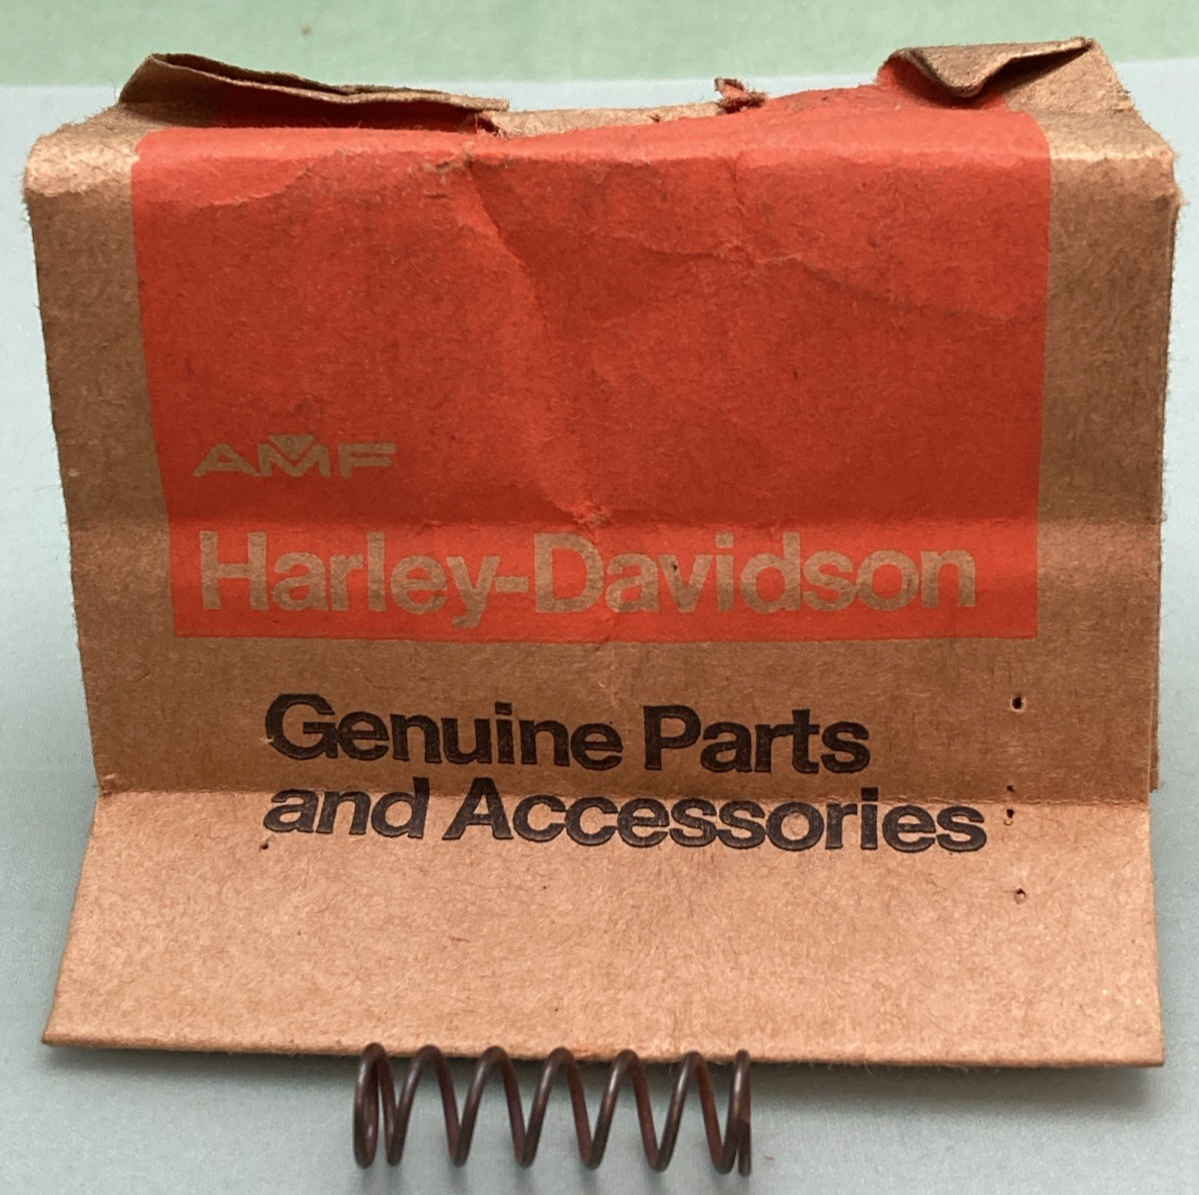 AMF
Harley-Davidson
Genuine Parts
and Accessories